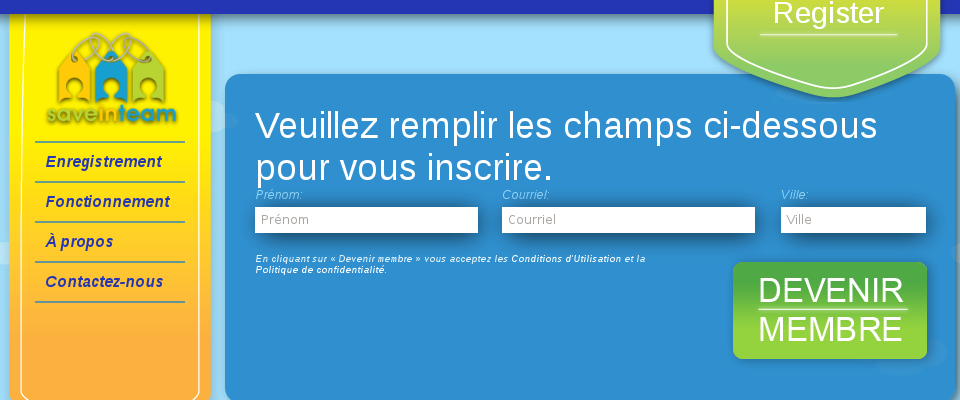 Register
saveinteam
Enregistrement
Fonctionnement
À propos
Contactez-nous
Veuillez remplir les champs ci-dessous
pour vous inscrire.
Prénom: Courriel: Ville:
Prénom Courriel Ville
En cliquant sur « Devenir membre » vous acceptez les Conditions d'Utilisation et la
Politique de confidentialité.
DEVENIR
MEMBRE